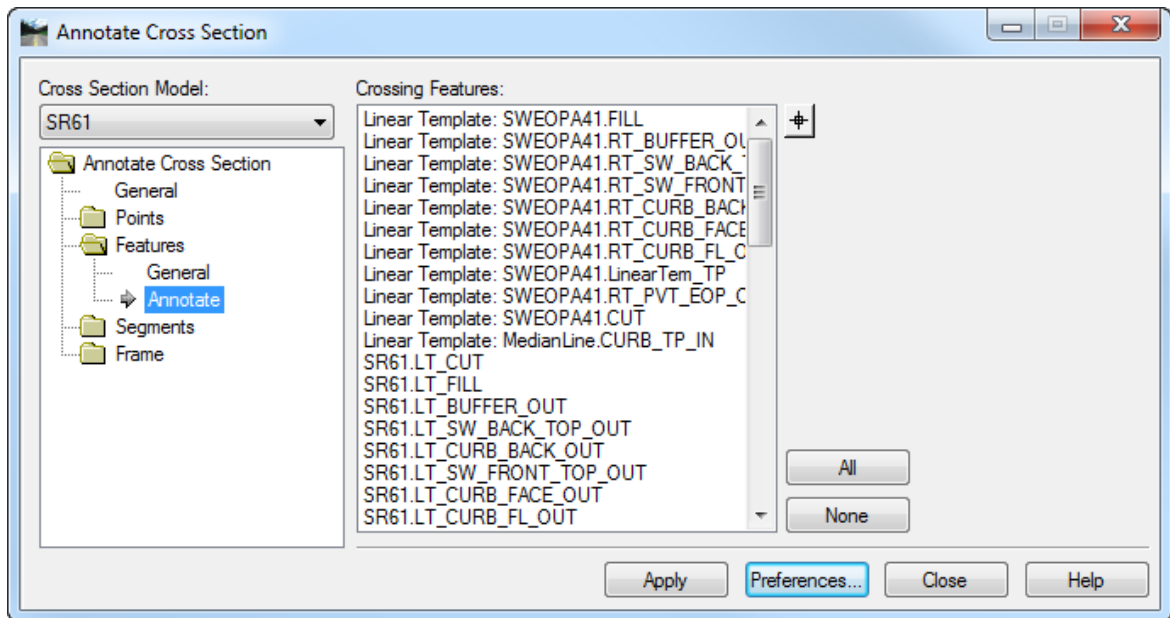 Annotate Cross Section
Cross Section Model:
SR61
Annotate Cross Section
General
Points
Features
General
Annotate
Segments
Frame
Crossing Features:
Linear Template: SWEOPA41.FILL
Linear Template: SWEOPA41.RT_BUFFER_OU
Linear Template: SWEOPA41.RT_SW_BACK_T
Linear Template: SWEOPA41.RT_SW_FRONT
Linear Template: SWEOPA41.RT_CURB_BACK
Linear Template: SWEOPA41.RT_CURB_FACE
Linear Template: SWEOPA41.RT_CURB_FL_O
Linear Template: SWEOPA41.LinearTem_TP
Linear Template: SWEOPA41.RT_PVT_EOP_O
Linear Template: SWEOPA41.CUT
Linear Template: MedianLine.CURB_TP_IN
SR61.LT_CUT
SR61.LT_FILL
SR61.LT_BUFFER_OUT
SR61.LT_SW_BACK_TOP_OUT
SR61.LT_CURB_BACK_OUT
SR61.LT_SW_FRONT_TOP_OUT
SR61.LT_CURB_FACE_OUT
SR61.LT_CURB_FL_OUT
All
None
Apply
Preferences...
Close
Help